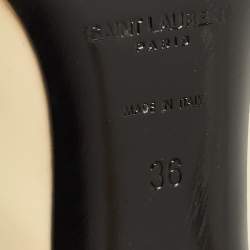 SAINT LAURENT
PARIS
MADE IN ITALY
36